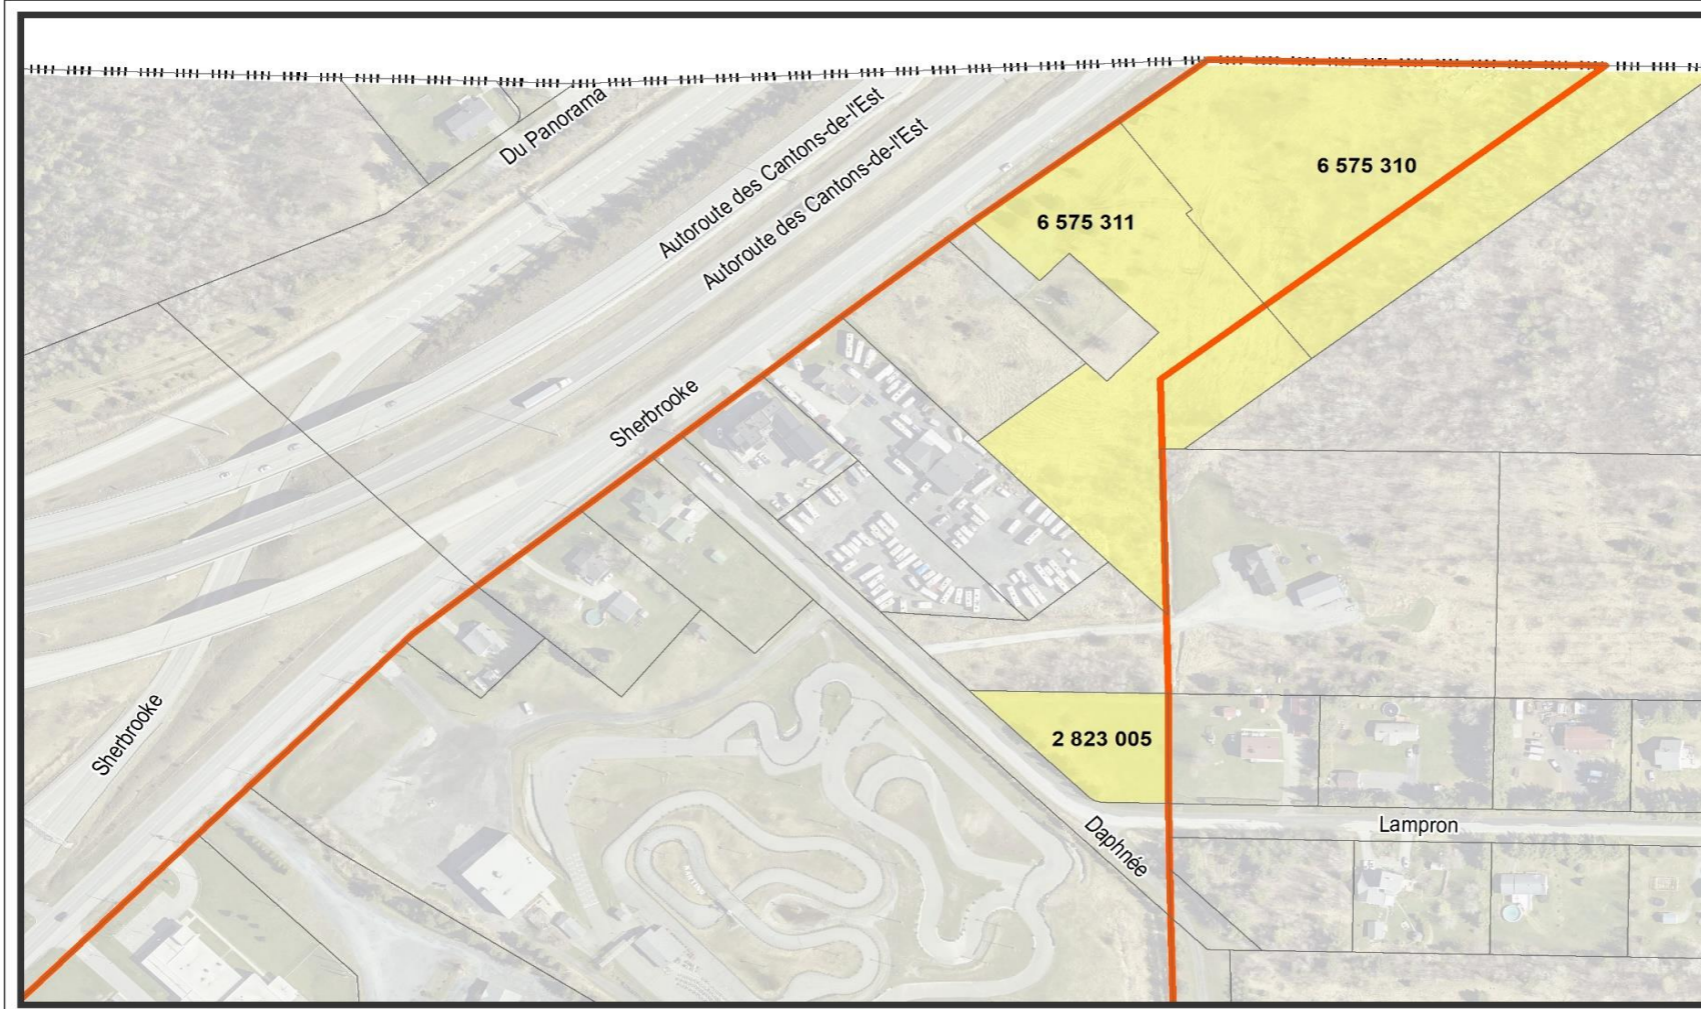 Du Panorama
Autoroute des Cantons-de-l'Est
Autoroute des Cantons-de-l'Est
6 575 310
6 575 311
Sherbrooke
Sherbrooke
2 823 005
Daphnée
Lampron